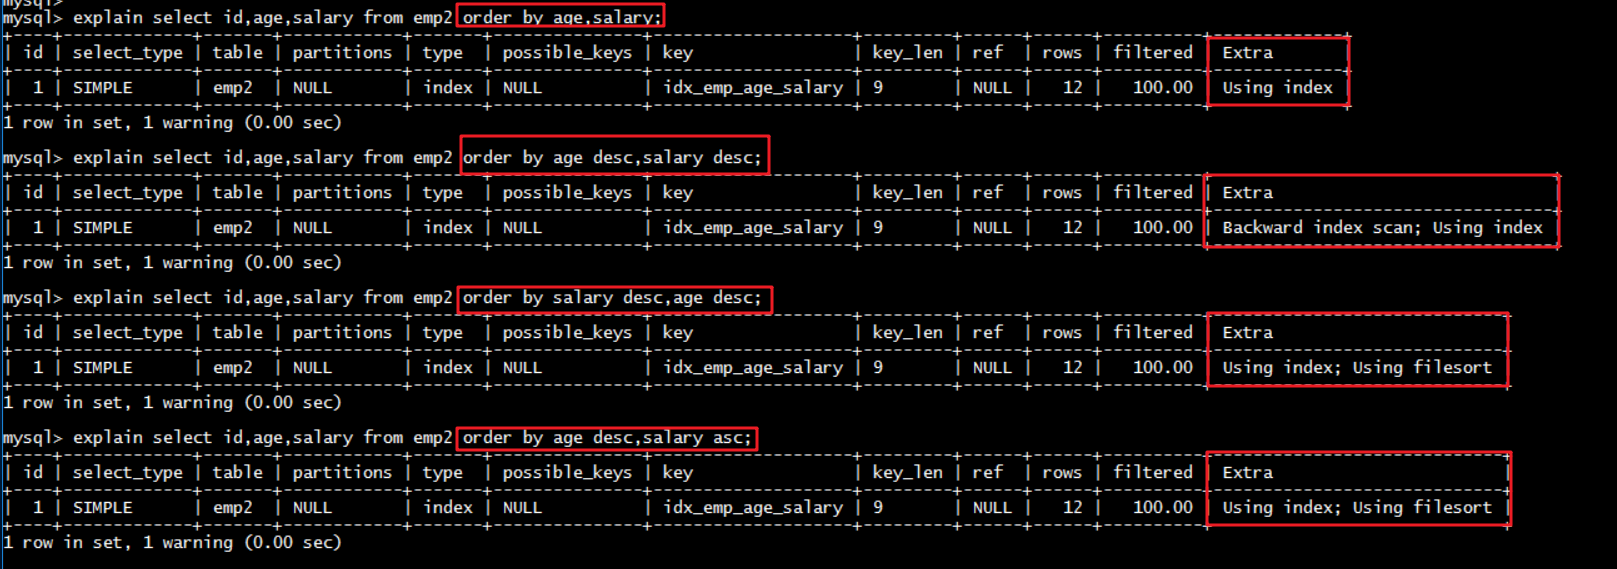 mysql>
mysql> explain select id,age,salary from emp2 order by age,salary;
+----+-------------+-------+------------+-------+---------------+--------------------+---------+------+------+----------+-------------+
| id | select_type | table | partitions | type  | possible_keys | key                | key_len | ref  | rows | filtered | Extra       |
+----+-------------+-------+------------+-------+---------------+--------------------+---------+------+------+----------+-------------+
|  1 | SIMPLE      | emp2  | NULL       | index | NULL          | idx_emp_age_salary | 9       | NULL |   12 |   100.00 | Using index |
+----+-------------+-------+------------+-------+---------------+--------------------+---------+------+------+----------+-------------+
1 row in set, 1 warning (0.00 sec)
mysql> explain select id,age,salary from emp2 order by age desc,salary desc;
+----+-------------+-------+------------+-------+---------------+--------------------+---------+------+------+----------+----------------------------------+
| id | select_type | table | partitions | type  | possible_keys | key                | key_len | ref  | rows | filtered | Extra                            |
+----+-------------+-------+------------+-------+---------------+--------------------+---------+------+------+----------+----------------------------------+
|  1 | SIMPLE      | emp2  | NULL       | index | NULL          | idx_emp_age_salary | 9       | NULL |   12 |   100.00 | Backward index scan; Using index |
+----+-------------+-------+------------+-------+---------------+--------------------+---------+------+------+----------+----------------------------------+
1 row in set, 1 warning (0.00 sec)
mysql> explain select id,age,salary from emp2 order by salary desc,age desc;
+----+-------------+-------+------------+-------+---------------+--------------------+---------+------+------+----------+-----------------------------+
| id | select_type | table | partitions | type  | possible_keys | key                | key_len | ref  | rows | filtered | Extra                       |
+----+-------------+-------+------------+-------+---------------+--------------------+---------+------+------+----------+-----------------------------+
|  1 | SIMPLE      | emp2  | NULL       | index | NULL          | idx_emp_age_salary | 9       | NULL |   12 |   100.00 | Using index; Using filesort |
+----+-------------+-------+------------+-------+---------------+--------------------+---------+------+------+----------+-----------------------------+
1 row in set, 1 warning (0.00 sec)
mysql> explain select id,age,salary from emp2 order by age desc,salary asc;
+----+-------------+-------+------------+-------+---------------+--------------------+---------+------+------+----------+-----------------------------+
| id | select_type | table | partitions | type  | possible_keys | key                | key_len | ref  | rows | filtered | Extra                       |
+----+-------------+-------+------------+-------+---------------+--------------------+---------+------+------+----------+-----------------------------+
|  1 | SIMPLE      | emp2  | NULL       | index | NULL          | idx_emp_age_salary | 9       | NULL |   12 |   100.00 | Using index; Using filesort |
+----+-------------+-------+------------+-------+---------------+--------------------+---------+------+------+----------+-----------------------------+
1 row in set, 1 warning (0.00 sec)